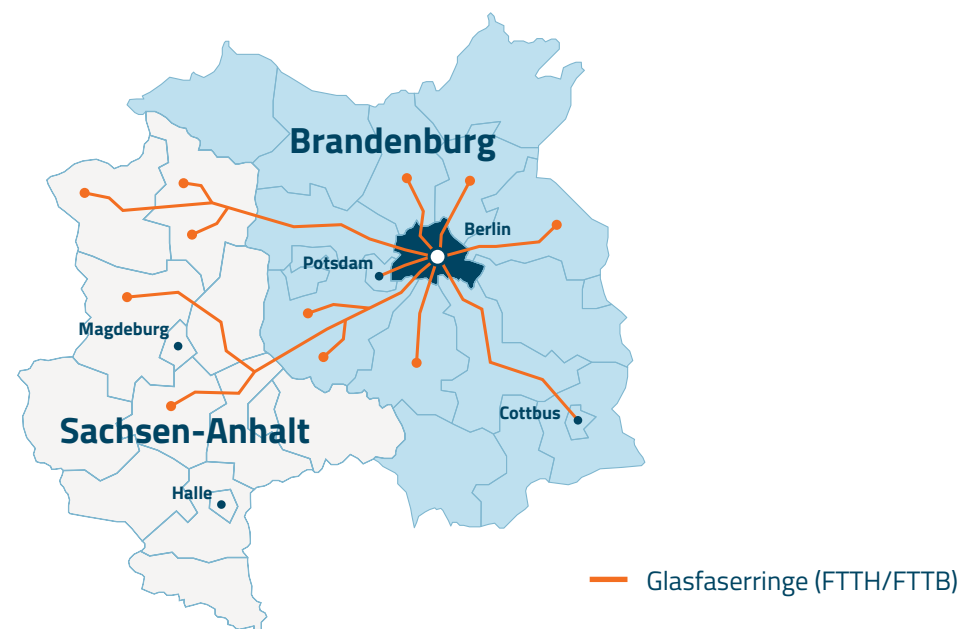 Brandenburg
Berlin
Potsdam
Magdeburg
Cottbus
Sachsen-Anhalt
Halle
Glasfaserringe (FTTH/FTTB)